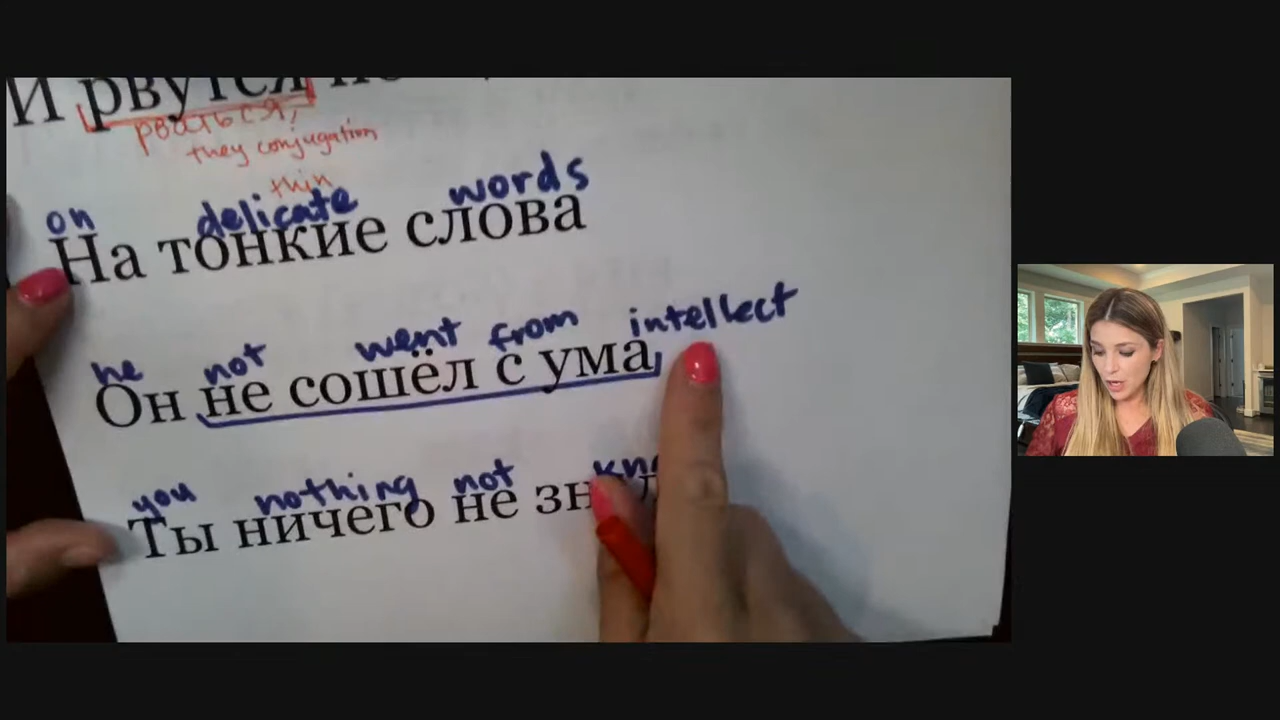 И рвутся
рваться,
they conjugation
thin
on delicate words
На тонкие слова
he not went from intellect
Он не сошёл с ума,
you nothing not
Ты ничего не